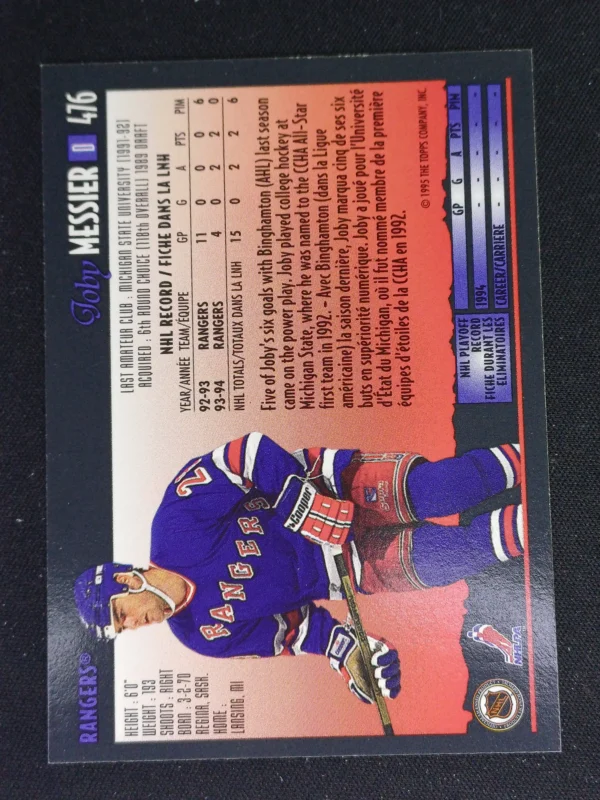 RANGERS®
Joby MESSIER D 476
HEIGHT : 6'0"
WEIGHT : 193
SHOOTS : RIGHT
BORN : 3-2-70
REGINA, SASK.
HOME :
LANSING, MI
LAST AMATEUR CLUB : MICHIGAN STATE UNIVERSITY (1991-92)
ACQUIRED : 6th ROUND CHOICE (118th OVERALL) 1989 DRAFT
NHL RECORD / FICHE DANS LA LNH
YEAR/ANNÉE TEAM/ÉQUIPE GP G A PTS PIM
92-93 RANGERS 11 0 0 0 6
93-94 RANGERS 4 0 2 2 0
NHL TOTALS/TOTAUX DANS LA LNH 15 0 2 2 6
Five of Joby's six goals with Binghamton (AHL) last season
came on the power play. Joby played college hockey at
Michigan State, where he was named to the CCHA All-Star
first team in 1992. – Avec Binghamton (dans la Ligue
américaine) la saison dernière, Joby marqua cinq de ses six
buts en supériorité numérique. Joby a joué pour l'Université
d'État du Michigan, où il fut nommé membre de la première
équipe d'étoiles de la CCHA en 1992.
© 1995 THE TOPPS COMPANY, INC.
NHL PLAYOFF
RECORD
FICHE DURANT LES
ÉLIMINATOIRES
GP G A PTS PIM
1994 – – – – –
CAREER/CARRIÈRE – – – – –
RANGERS
Cooper
NHLPA
NHL